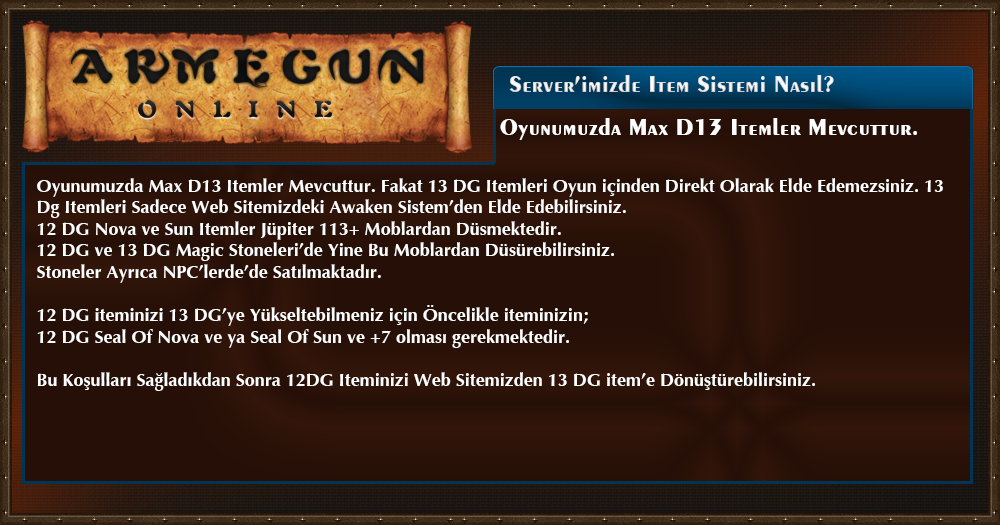 ARMEGUN
ONLINE
Server'imizde Item Sistemi Nasıl?
Oyunumuzda Max D13 Itemler Mevcuttur.
Oyunumuzda Max D13 Itemler Mevcuttur. Fakat 13 DG Itemleri Oyun içinden Direkt Olarak Elde Edemezsiniz. 13
Dg Itemleri Sadece Web Sitemizdeki Awaken Sistem'den Elde Edebilirsiniz.
12 DG Nova ve Sun Itemler Jüpiter 113+ Moblardan Düsmektedir.
12 DG ve 13 DG Magic Stoneleri'de Yine Bu Moblardan Düsürebilirsiniz.
Stoneler Ayrıca NPC'lerde'de Satılmaktadır.
12 DG iteminizi 13 DG'ye Yükseltebilmeniz için Öncelikle iteminizin;
12 DG Seal Of Nova ve ya Seal Of Sun ve +7 olması gerekmektedir.
Bu Koşulları Sağladıkdan Sonra 12DG Iteminizi Web Sitemizden 13 DG item'e Dönüştürebilirsiniz.